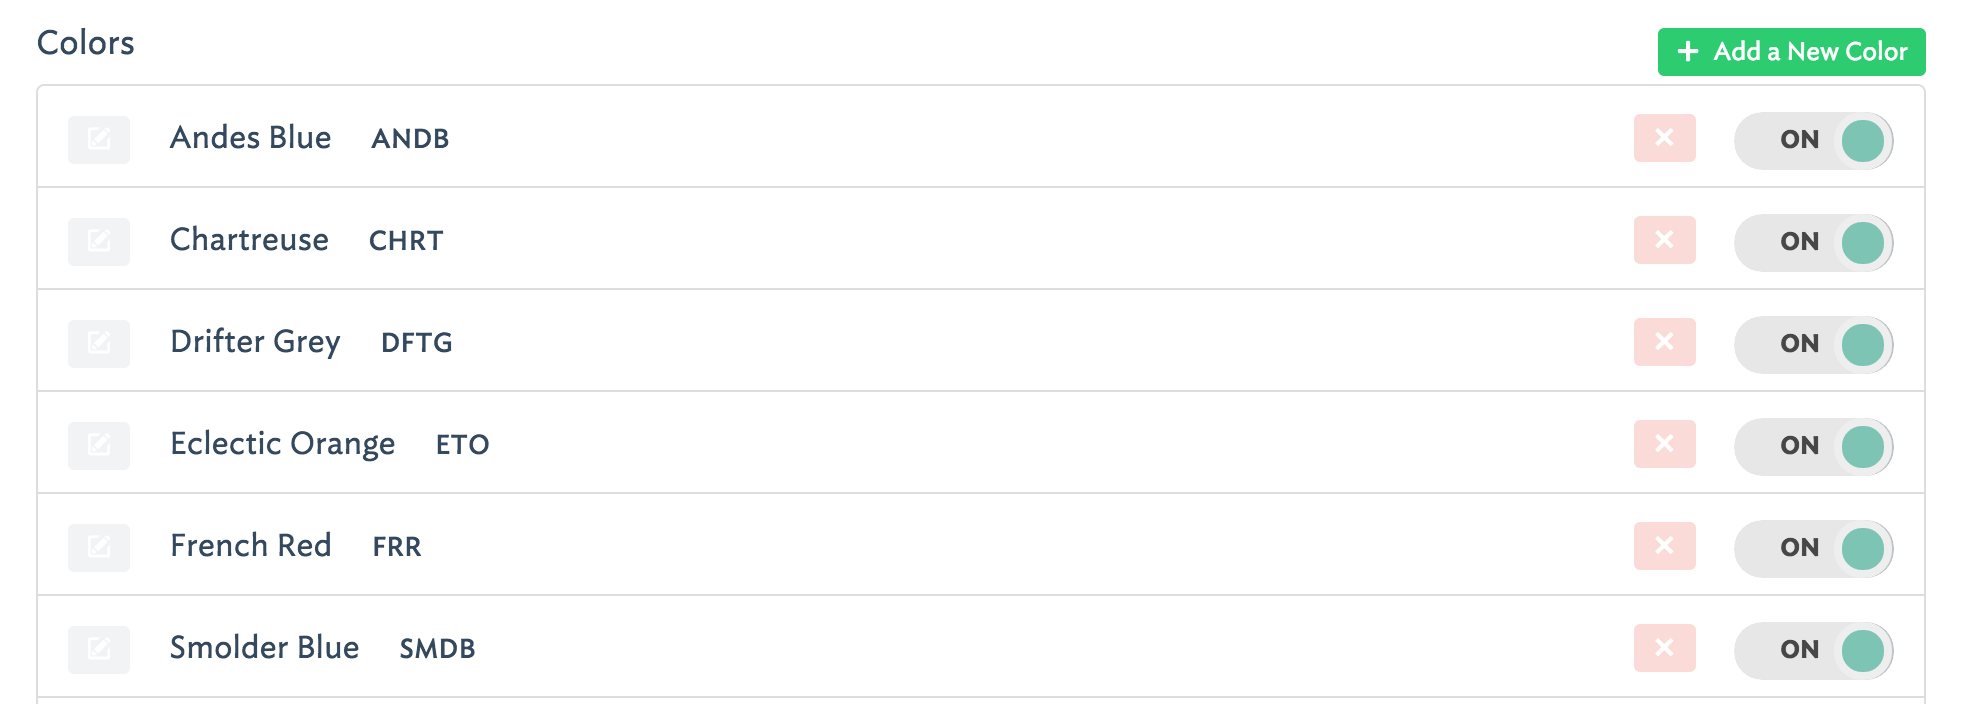 Colors
Add a New Color
Andes Blue ANDB ON
Chartreuse CHRT ON
Drifter Grey DFTG ON
Eclectic Orange ETO ON
French Red FRR ON
Smolder Blue SMDB ON